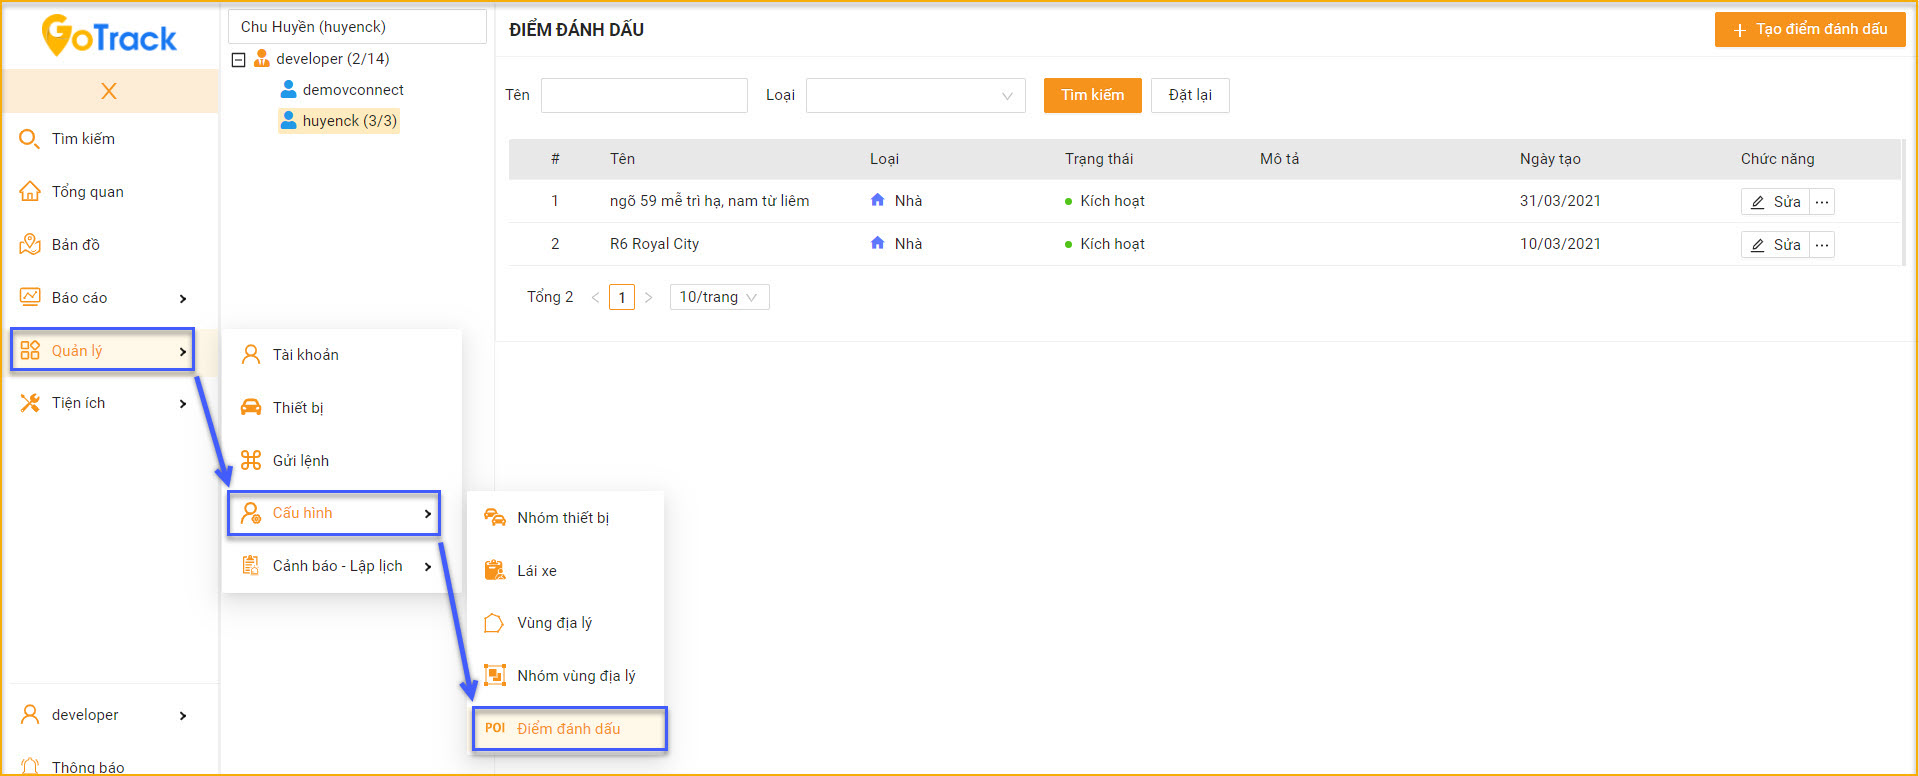 GoTrack
X
Tìm kiếm
Tổng quan
Bản đồ
Báo cáo
Quản lý
Tiện ích
developer
Thông báo
Chu Huyền (huyenck)
developer (2/14)
demovconnect
huyenck (3/3)
Tài khoản
Thiết bị
Gửi lệnh
Cấu hình
Cảnh báo - Lập lịch
Nhóm thiết bị
Lái xe
Vùng địa lý
Nhóm vùng địa lý
POI Điểm đánh dấu
ĐIỂM ĐÁNH DẤU
+ Tạo điểm đánh dấu
Tên Loại Tìm kiếm Đặt lại
# Tên Loại Trạng thái Mô tả Ngày tạo Chức năng
1 ngõ 59 mễ trì hạ, nam từ liêm Nhà Kích hoạt 31/03/2021 Sửa ...
2 R6 Royal City Nhà Kích hoạt 10/03/2021 Sửa ...
Tổng 2 < 1 > 10/trang